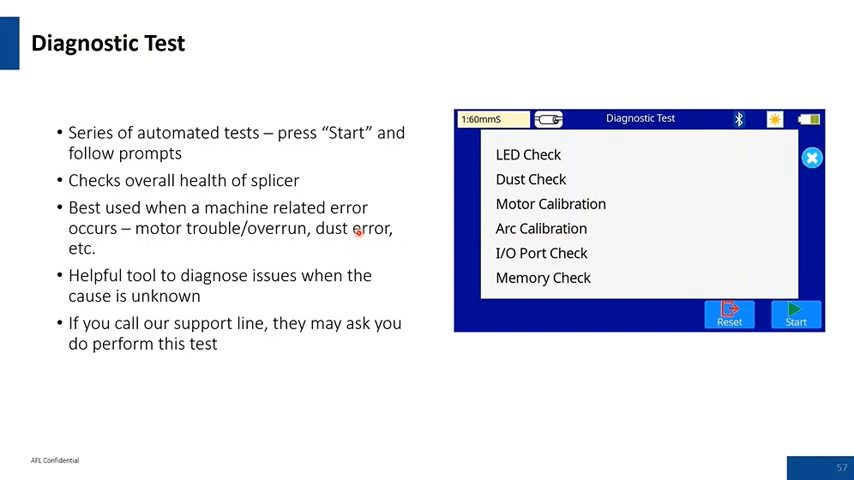 Diagnostic Test
• Series of automated tests – press “Start” and
follow prompts
• Checks overall health of splicer
• Best used when a machine related error
occurs – motor trouble/overrun, dust error,
etc.
• Helpful tool to diagnose issues when the
cause is unknown
• If you call our support line, they may ask you
do perform this test
1:60mmS
Diagnostic Test
LED Check
Dust Check
Motor Calibration
Arc Calibration
I/O Port Check
Memory Check
Reset
Start
AFL Confidential
57